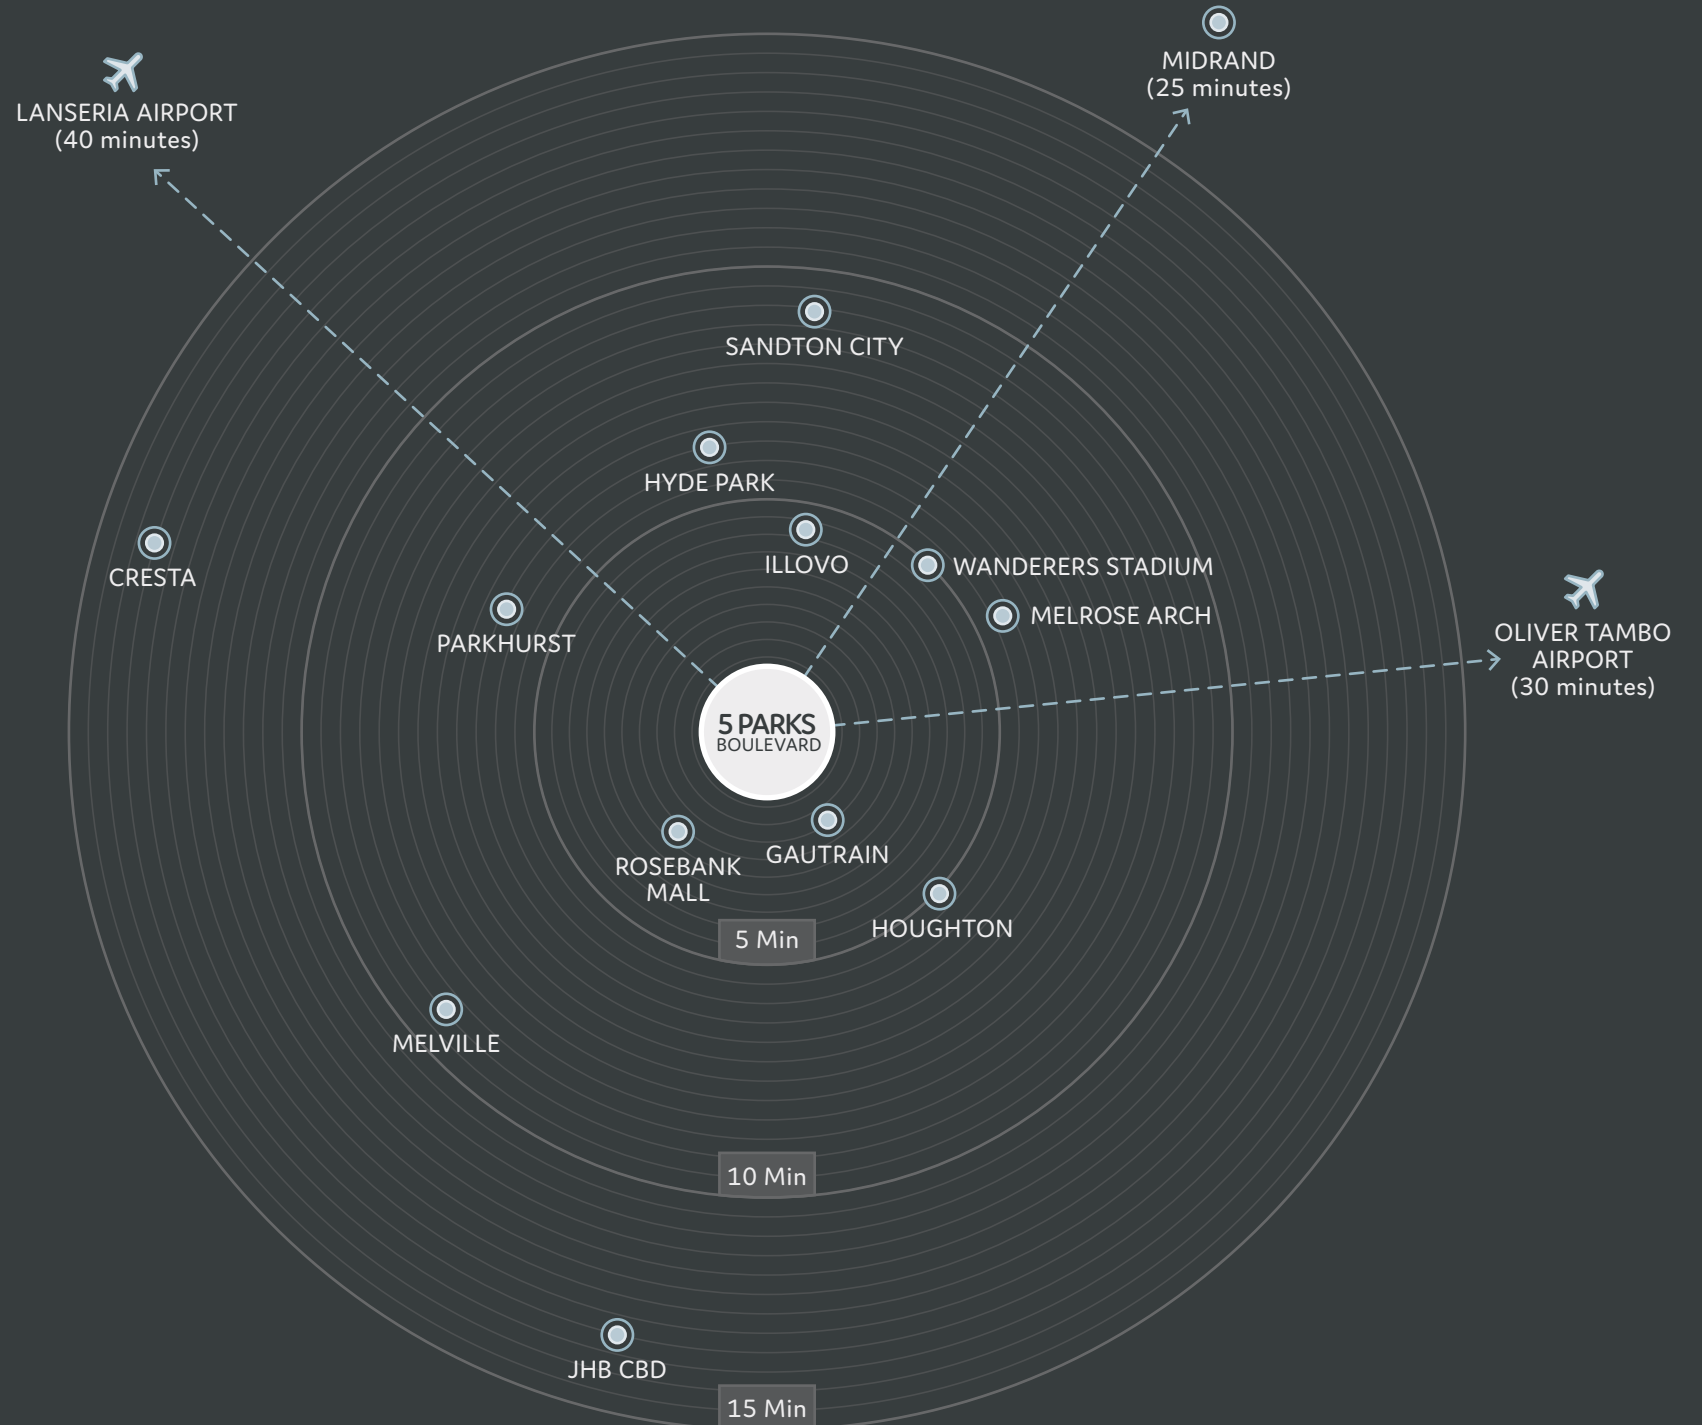 MIDRAND
(25 minutes)
LANSERIA AIRPORT
(40 minutes)
SANDTON CITY
HYDE PARK
ILLOVO
WANDERERS STADIUM
CRESTA
MELROSE ARCH
PARKHURST
OLIVER TAMBO
AIRPORT
(30 minutes)
5 PARKS
BOULEVARD
GAUTRAIN
ROSEBANK
MALL
HOUGHTON
5 Min
MELVILLE
10 Min
JHB CBD
15 Min